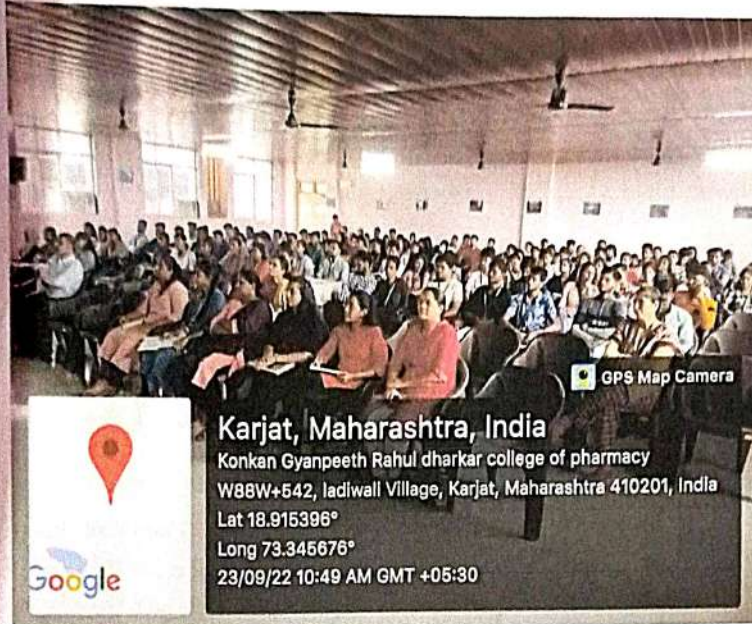 GPS Map Camera
Karjat, Maharashtra, India
Konkan Gyanpeeth Rahul dharkar college of pharmacy
W88W+542, ladiwali Village, Karjat, Maharashtra 410201, India
Lat 18.915396°
Long 73.345676°
23/09/22 10:49 AM GMT +05:30
Google